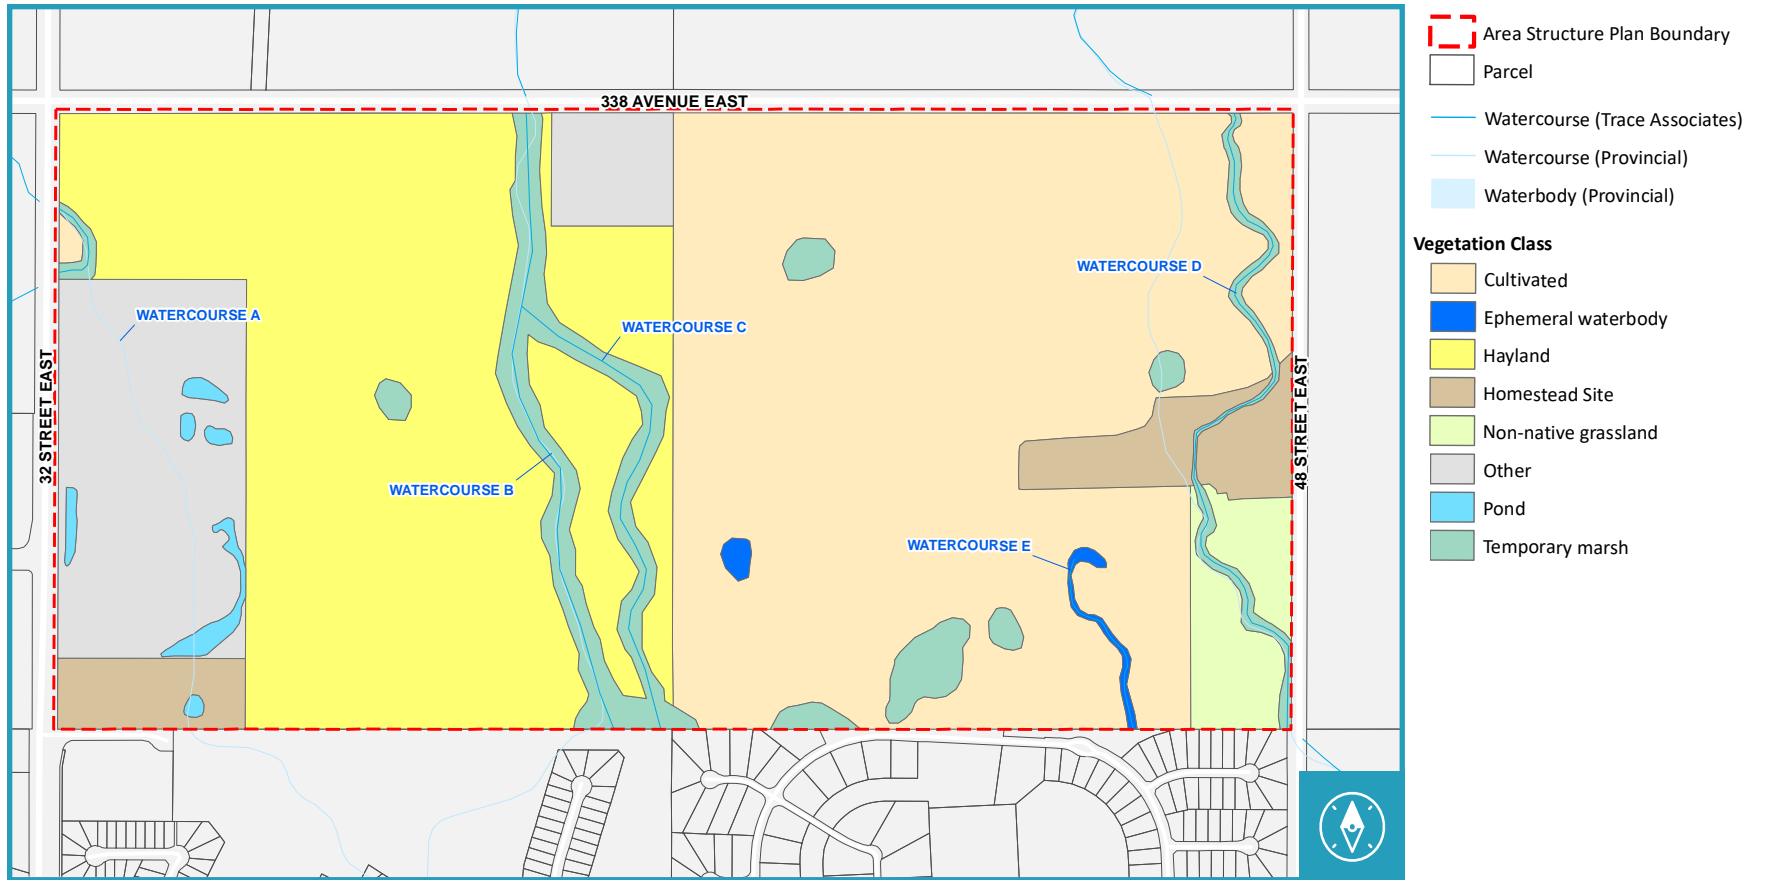 338 AVENUE EAST
WATERCOURSE D
WATERCOURSE A
WATERCOURSE C
32 STREET EAST
48 STREET EAST
WATERCOURSE B
WATERCOURSE E
Area Structure Plan Boundary
Parcel
Watercourse (Trace Associates)
Watercourse (Provincial)
Waterbody (Provincial)
Vegetation Class
Cultivated
Ephemeral waterbody
Hayland
Homestead Site
Non-native grassland
Other
Pond
Temporary marsh